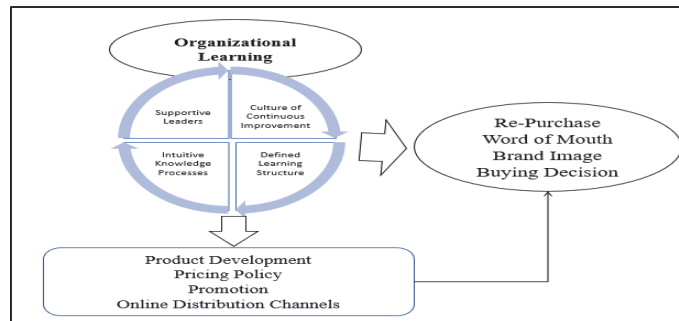 Organizational
Learning
Supportive
Leaders
Culture of
Continuous
Improvement
Intuitive
Knowledge
Processes
Defined
Learning
Structure
Re-Purchase
Word of Mouth
Brand Image
Buying Decision
Product Development
Pricing Policy
Promotion
Online Distribution Channels